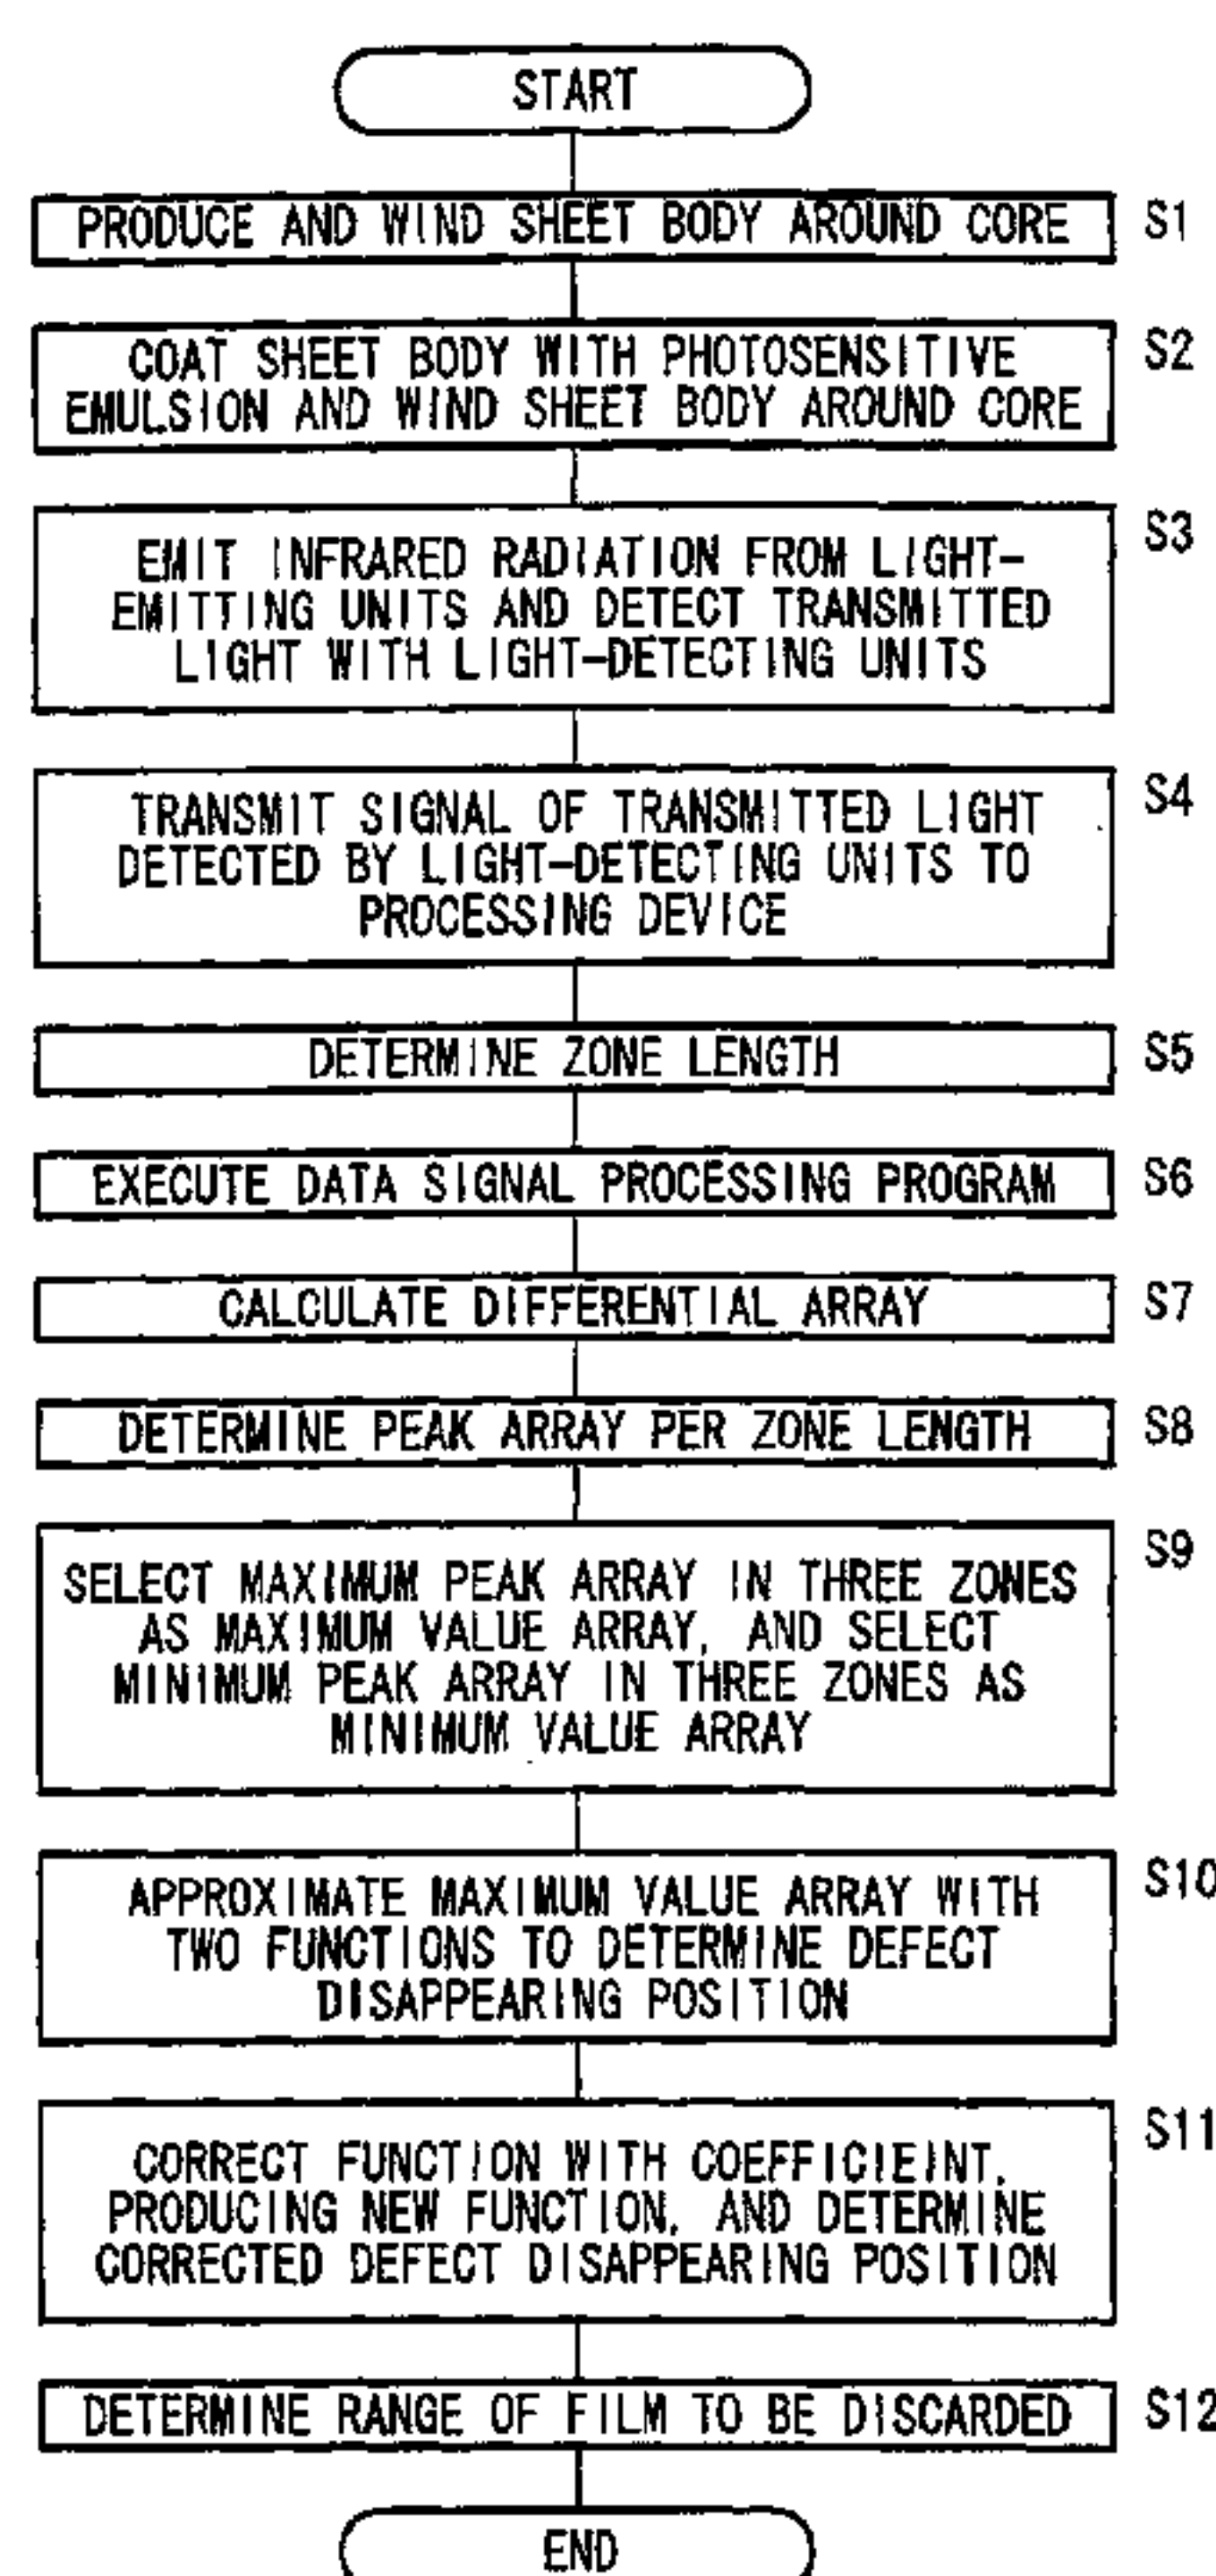 START
PRODUCE AND WIND SHEET BODY AROUND CORE
S1
COAT SHEET BODY WITH PHOTOSENSITIVE
EMULSION AND WIND SHEET BODY AROUND CORE
S2
EMIT INFRARED RADIATION FROM LIGHT-
EMITTING UNITS AND DETECT TRANSMITTED
LIGHT WITH LIGHT-DETECTING UNITS
S3
TRANSMIT SIGNAL OF TRANSMITTED LIGHT
DETECTED BY LIGHT-DETECTING UNITS TO
PROCESSING DEVICE
S4
DETERMINE ZONE LENGTH
S5
EXECUTE DATA SIGNAL PROCESSING PROGRAM
S6
CALCULATE DIFFERENTIAL ARRAY
S7
DETERMINE PEAK ARRAY PER ZONE LENGTH
S8
SELECT MAXIMUM PEAK ARRAY IN THREE ZONES
AS MAXIMUM VALUE ARRAY, AND SELECT
MINIMUM PEAK ARRAY IN THREE ZONES AS
MINIMUM VALUE ARRAY
S9
APPROXIMATE MAXIMUM VALUE ARRAY WITH
TWO FUNCTIONS TO DETERMINE DEFECT
DISAPPEARING POSITION
S10
CORRECT FUNCTION WITH COEFFICIEINT,
PRODUCING NEW FUNCTION, AND DETERMINE
CORRECTED DEFECT DISAPPEARING POSITION
S11
DETERMINE RANGE OF FILM TO BE DISCARDED
S12
END